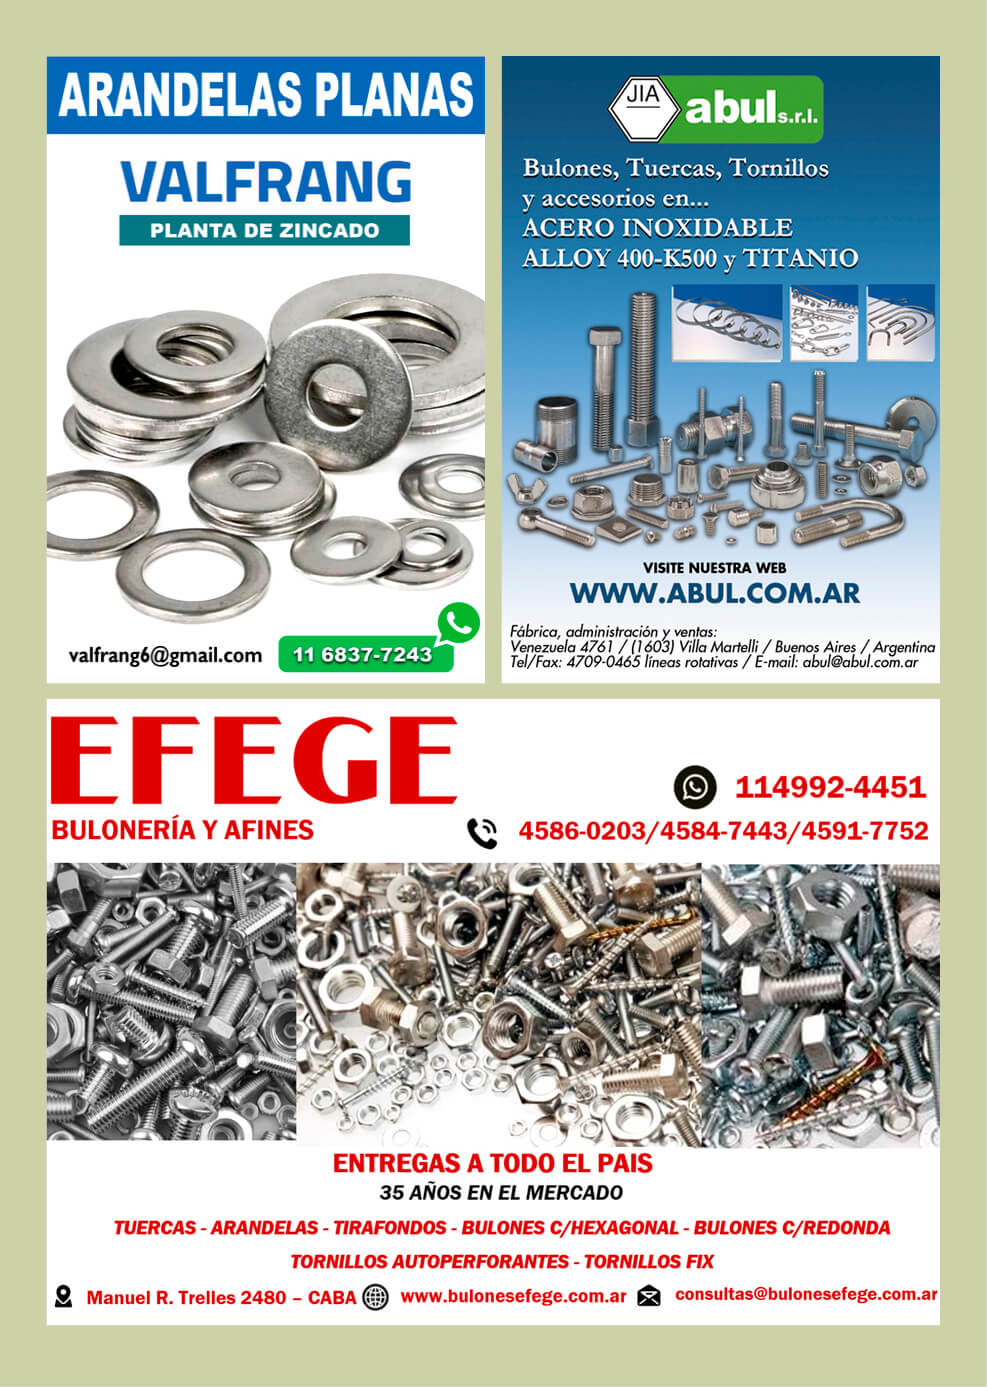 ARANDELAS PLANAS
VALFRANG
PLANTA DE ZINCADO
valfrang6@gmail.com
11 6837-7243
JIA
abul s.r.l.
Bulones, Tuercas, Tornillos
y accesorios en...
ACERO INOXIDABLE
ALLOY 400-K500 y TITANIO
VISITE NUESTRA WEB
WWW.ABUL.COM.AR
Fábrica, administración y ventas:
Venezuela 4761 / (1603) Villa Martelli / Buenos Aires / Argentina
Tel/Fax: 4709-0465 líneas rotativas / E-mail: abul@abul.com.ar
EFEGE
BULONERÍA Y AFINES
114992-4451
4586-0203/4584-7443/4591-7752
ENTREGAS A TODO EL PAIS
35 AÑOS EN EL MERCADO
TUERCAS - ARANDELAS - TIRAFONDOS - BULONES C/HEXAGONAL - BULONES C/REDONDA
TORNILLOS AUTOPERFORANTES - TORNILLOS FIX
Manuel R. Trelles 2480 – CABA
www.bulonesefege.com.ar
consultas@bulonesefege.com.ar